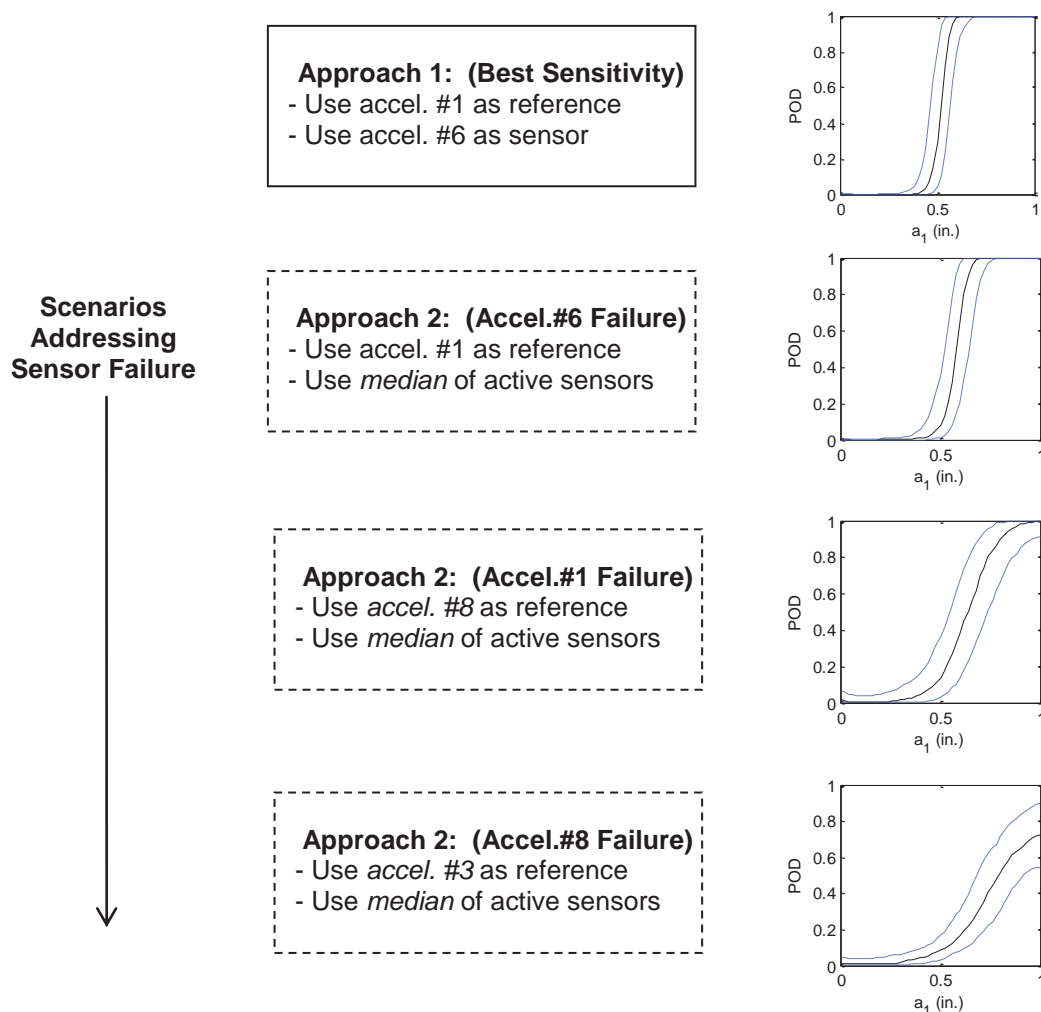 Scenarios
Addressing
Sensor Failure
Approach 1: (Best Sensitivity)
- Use accel. #1 as reference
- Use accel. #6 as sensor
1
0.8
0.6
0.4
0.2
0
POD
0
0.5
1
a1 (in.)
Approach 2: (Accel.#6 Failure)
- Use accel. #1 as reference
- Use median of active sensors
1
0.8
0.6
0.4
0.2
0
POD
0
0.5
1
a1 (in.)
Approach 2: (Accel.#1 Failure)
- Use accel. #8 as reference
- Use median of active sensors
1
0.8
0.6
0.4
0.2
0
POD
0
0.5
1
a1 (in.)
Approach 2: (Accel.#8 Failure)
- Use accel. #3 as reference
- Use median of active sensors
1
0.8
0.6
0.4
0.2
0
POD
0
0.5
1
a1 (in.)